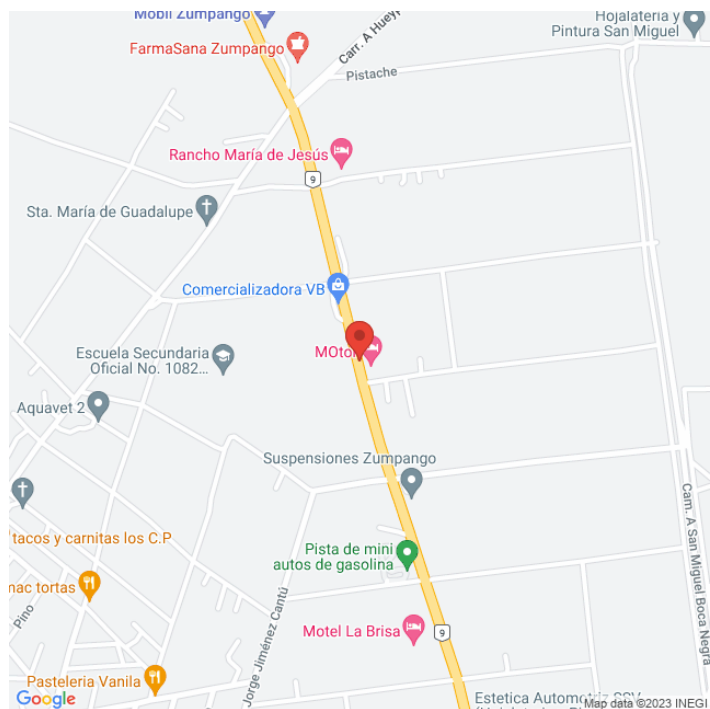 Mobil Zumpango
FarmaSana Zumpango
Carr. A Hueyp
Pistache
Hojalateria y
Pintura San Miguel
Rancho María de Jesús
9
Sta. María de Guadalupe
Comercializadora VB
MOtol
Escuela Secundaria
Oficial No. 1082...
Aquavet 2
Suspensiones Zumpango
tacos y carnitas los C.P
Pista de mini
autos de gasolina
mac tortas
Pino
Jorge Jiménez Cantú
Motel La Brisa
9
Cam. A San Miguel Boca Negra
Pasteleria Vanila
Google
Estetica Automotriz SSV
Map data ©2023 INEGI